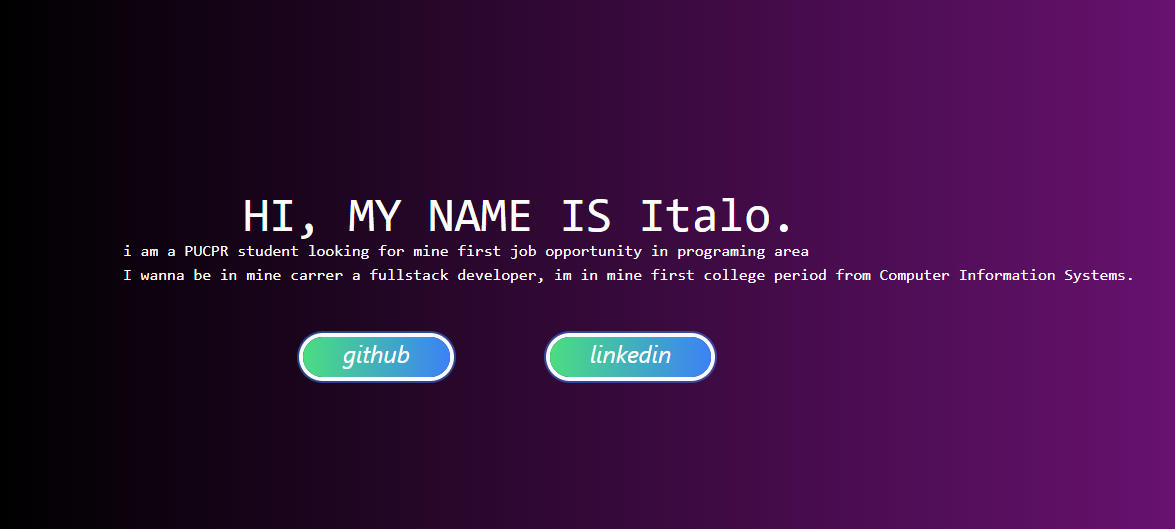 HI, MY NAME IS Italo.
i am a PUCPR student looking for mine first job opportunity in programing area
I wanna be in mine carrer a fullstack developer, im in mine first college period from Computer Information Systems.
github
linkedin